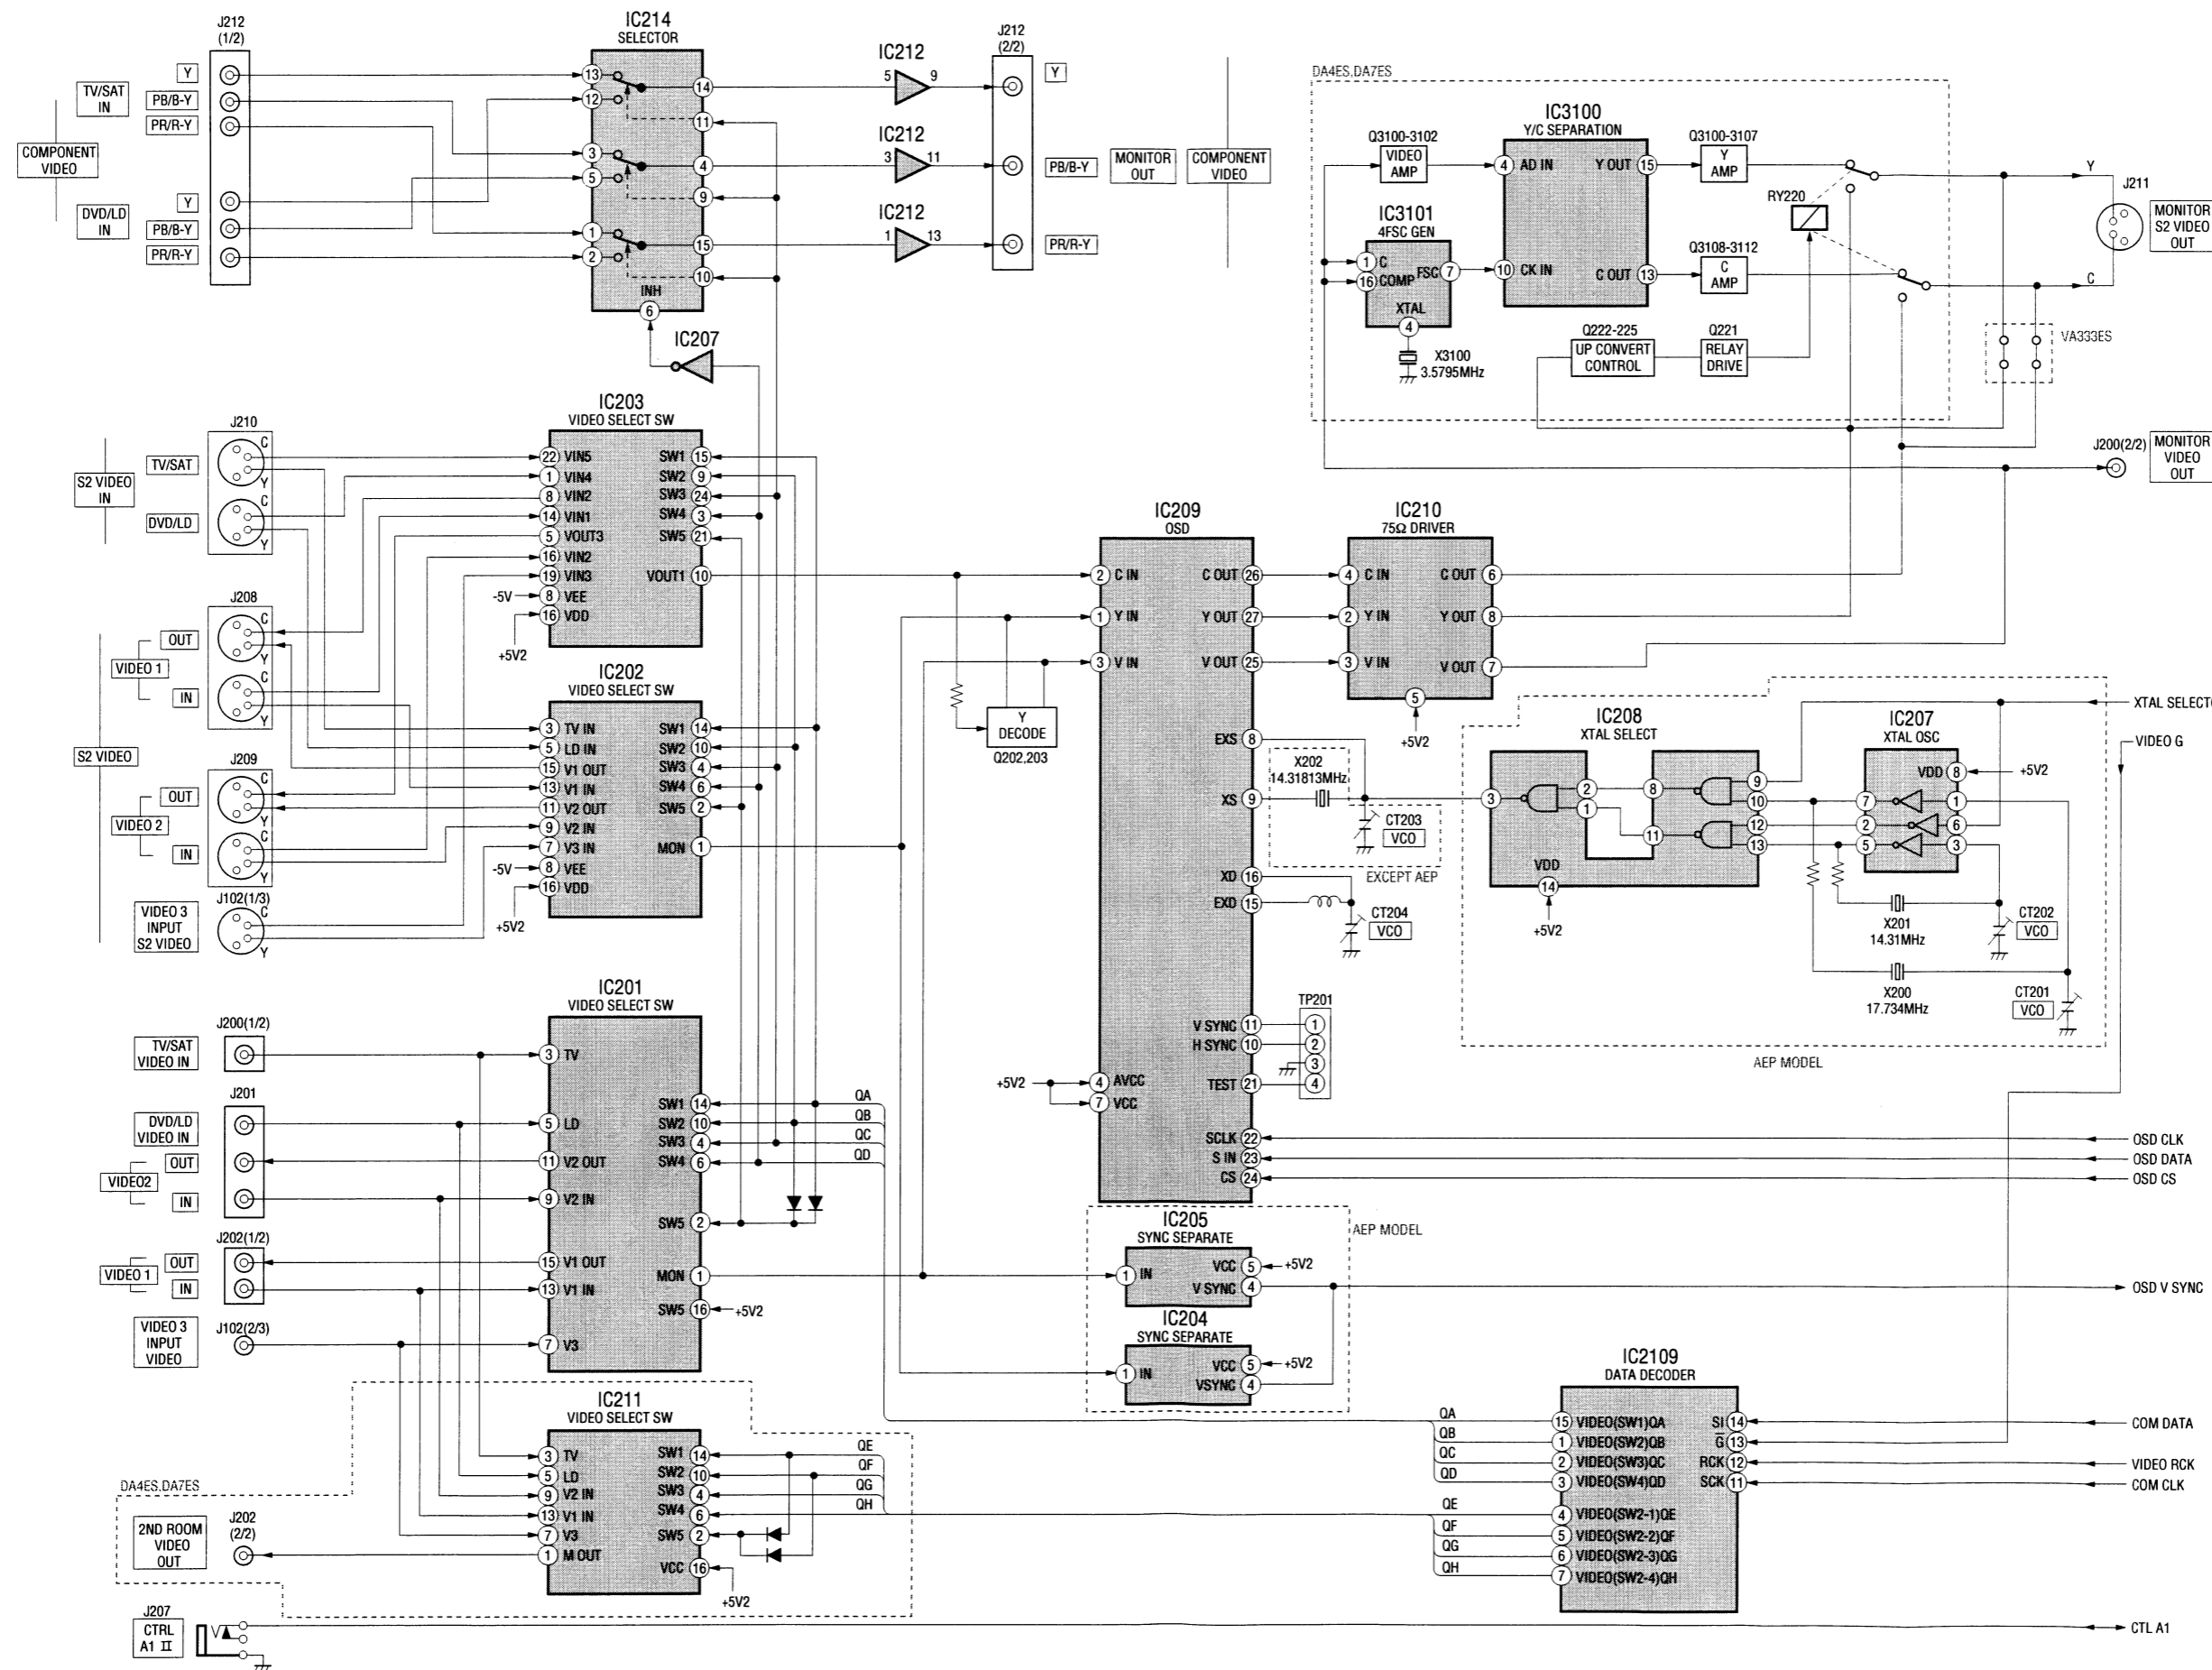 J212
(1/2)
TV/SAT
IN
Y
PB/B-Y
PR/R-Y
COMPONENT
VIDEO
DVD/LD
IN
Y
PB/B-Y
PR/R-Y
IC214
SELECTOR
13
12
3
5
1
2
14
11
4
9
15
10
INH
6
IC207
IC212
5
9
IC212
3
11
IC212
1
13
J212
(2/2)
Y
PB/B-Y
PR/R-Y
MONITOR
OUT
COMPONENT
VIDEO
DA4ES,DA7ES
Q3100-3102
VIDEO
AMP
IC3100
Y/C SEPARATION
4 AD IN
Y OUT 15
10 CK IN
C OUT 13
IC3101
4FSC GEN
1 C
16 COMP
FSC 7
XTAL
4
X3100
3.5795MHz
Q3100-3107
Y
AMP
Q3108-3112
C
AMP
RY220
Q222-225
UP CONVERT
CONTROL
Q221
RELAY
DRIVE
Y
C
J211
MONITOR
S2 VIDEO
OUT
VA333ES
J200(2/2)
MONITOR
VIDEO
OUT
S2 VIDEO
IN
J210
TV/SAT
C
Y
DVD/LD
C
Y
S2 VIDEO
J208
OUT
VIDEO 1
IN
C
Y
C
Y
J209
OUT
VIDEO 2
IN
C
Y
C
Y
VIDEO 3
INPUT
S2 VIDEO
J102(1/3)
C
Y
IC203
VIDEO SELECT SW
22 VIN5
1 VIN4
8 VIN2
14 VIN1
5 VOUT3
16 VIN2
19 VIN3
-5V
8 VEE
16 VDD
+5V2
SW1 15
SW2 9
SW3 24
SW4 3
SW5 21
VOUT1 10
IC202
VIDEO SELECT SW
3 TV IN
5 LD IN
15 V1 OUT
13 V1 IN
11 V2 OUT
9 V2 IN
7 V3 IN
-5V
8 VEE
16 VDD
+5V2
SW1 14
SW2 10
SW3 4
SW4 6
SW5 2
MON 1
Y
DECODE
Q202,203
IC209
OSD
2 C IN
1 Y IN
3 V IN
C OUT 26
Y OUT 27
V OUT 25
EXS 8
XS 9
XD 16
EXD 15
V SYNC 11
H SYNC 10
TEST 21
+5V2
4 AVCC
7 VCC
SCLK 22
S IN 23
CS 24
TP201
1
2
3
4
IC210
75Ω DRIVER
4 C IN
2 Y IN
3 V IN
C OUT 6
Y OUT 8
V OUT 7
5
+5V2
X202
14.31813MHz
CT203
VCO
EXCEPT AEP
CT204
VCO
IC208
XTAL SELECT
3
2
1
8
11
9
10
12
13
VDD
14
+5V2
IC207
XTAL OSC
VDD 8
+5V2
7
1
2
6
5
3
X201
14.31MHz
CT202
VCO
X200
17.734MHz
CT201
VCO
AEP MODEL
VIDEO G
OSD CLK
OSD DATA
OSD CS
TV/SAT
VIDEO IN
J200(1/2)
J201
DVD/LD
VIDEO IN
OUT
VIDEO2
IN
J202(1/2)
OUT
VIDEO 1
IN
VIDEO 3
INPUT
VIDEO
J102(2/3)
IC201
VIDEO SELECT SW
3 TV
5 LD
11 V2 OUT
9 V2 IN
15 V1 OUT
13 V1 IN
7 V3
SW1 14
SW2 10
SW3 4
SW4 6
SW5 2
MON 1
SW5 16
+5V2
QA
QB
QC
QD
IC205
SYNC SEPARATE
1 IN
VCC 5
+5V2
V SYNC 4
AEP MODEL
IC204
SYNC SEPARATE
1 IN
VCC 5
+5V2
VSYNC 4
OSD V SYNC
DA4ES,DA7ES
2ND ROOM
VIDEO
OUT
J202
(2/2)
IC211
VIDEO SELECT SW
3 TV
5 LD
9 V2 IN
13 V1 IN
7 V3
1 M OUT
SW1 14
SW2 10
SW3 4
SW4 6
SW5 2
VCC 16
+5V2
QE
QF
QG
QH
IC2109
DATA DECODER
QA 15 VIDEO(SW1)QA
QB 1 VIDEO(SW2)QB
QC 2 VIDEO(SW3)QC
QD 3 VIDEO(SW4)QD
QE 4 VIDEO(SW2-1)QE
QF 5 VIDEO(SW2-2)QF
QG 6 VIDEO(SW2-3)QG
QH 7 VIDEO(SW2-4)QH
SI 14
G 13
RCK 12
SCK 11
COM DATA
VIDEO RCK
COM CLK
J207
CTRL
A1 II
CTL A1